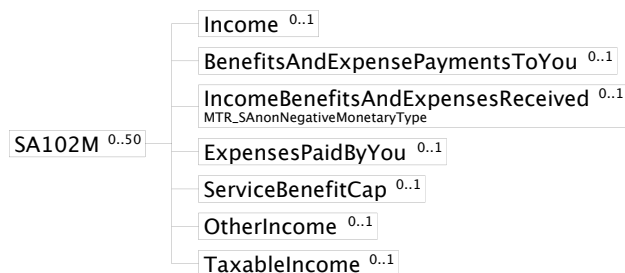 Income 0..1
BenefitsAndExpensePaymentsToYou 0..1
IncomeBenefitsAndExpensesReceived 0..1
MTR_SAnonNegativeMonetaryType
SA102M 0..50
ExpensesPaidByYou 0..1
ServiceBenefitCap 0..1
OtherIncome 0..1
TaxableIncome 0..1